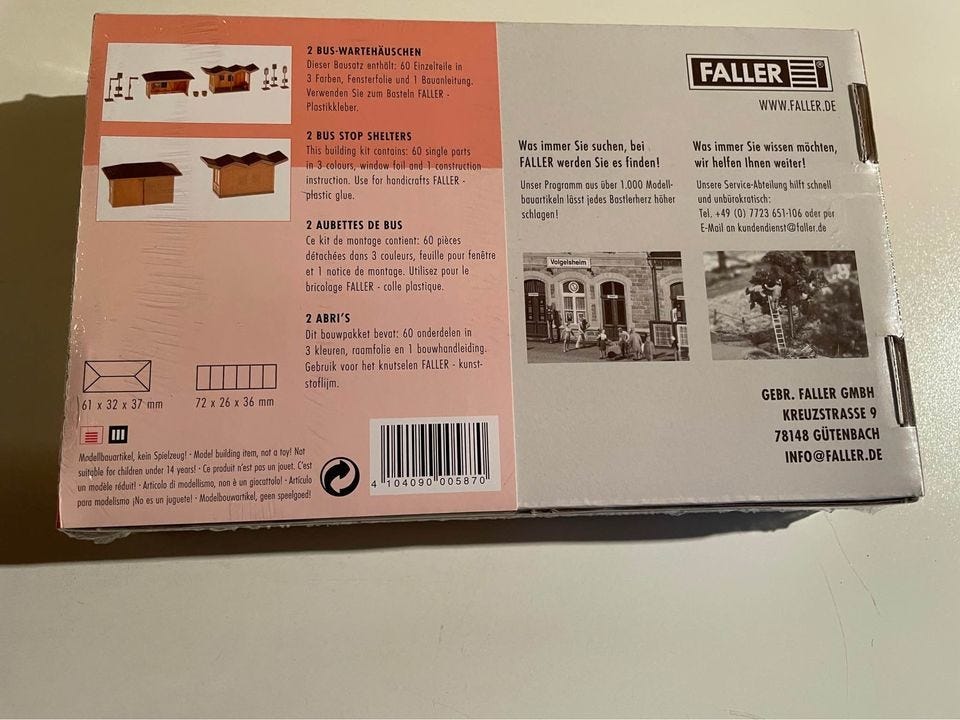 2 BUS-WARTEHÄUSCHEN
Dieser Bausatz enthält: 60 Einzelteile in
3 Farben, Fensterfolie und 1 Bauanleitung.
Verwenden Sie zum Basteln FALLER -
Plastikkleber.
2 BUS STOP SHELTERS
This building kit contains: 60 single parts
in 3 colours, window foil and 1 construction
instruction. Use for handicrafts FALLER -
plastic glue.
2 AUBETTES DE BUS
Ce kit de montage contient: 60 pièces
détachées dans 3 couleurs, feuille pour fenêtre
et 1 notice de montage. Utilisez pour le
bricolage FALLER - colle plastique.
2 ABRI'S
Dit bouwpakket bevat: 60 onderdelen in
3 kleuren, raamfolie en 1 bouwhandleiding.
Gebruik voor het knutselen FALLER - kunst-
stoflijm.
61 x 32 x 37 mm
72 x 26 x 36 mm
Modellbauartikel, kein Spielzeug! · Model building item, not a toy! Not
suitable for children under 14 years! · Ce produit n'est pas un jouet. C'est
un modèle réduit! · Articolo di modellismo, non è un giocattolo! · Artículo
para modelismo ¡No es un juguete! · Modelbouwartikel, geen speelgoed!
4 104090 005870
FALLER
WWW.FALLER.DE
Was immer Sie suchen, bei
FALLER werden Sie es finden!
Unser Programm aus über 1.000 Modell-
bauartikeln lässt jedes Bastlerherz höher
schlagen!
Was immer Sie wissen möchten,
wir helfen Ihnen weiter!
Unsere Service-Abteilung hilft schnell
und unbürokratisch:
Tel. +49 (0) 7723 651-106 oder per
E-Mail an kundendienst@faller.de
Volgelsheim
GEBR. FALLER GMBH
KREUZSTRASSE 9
78148 GÜTENBACH
INFO@FALLER.DE